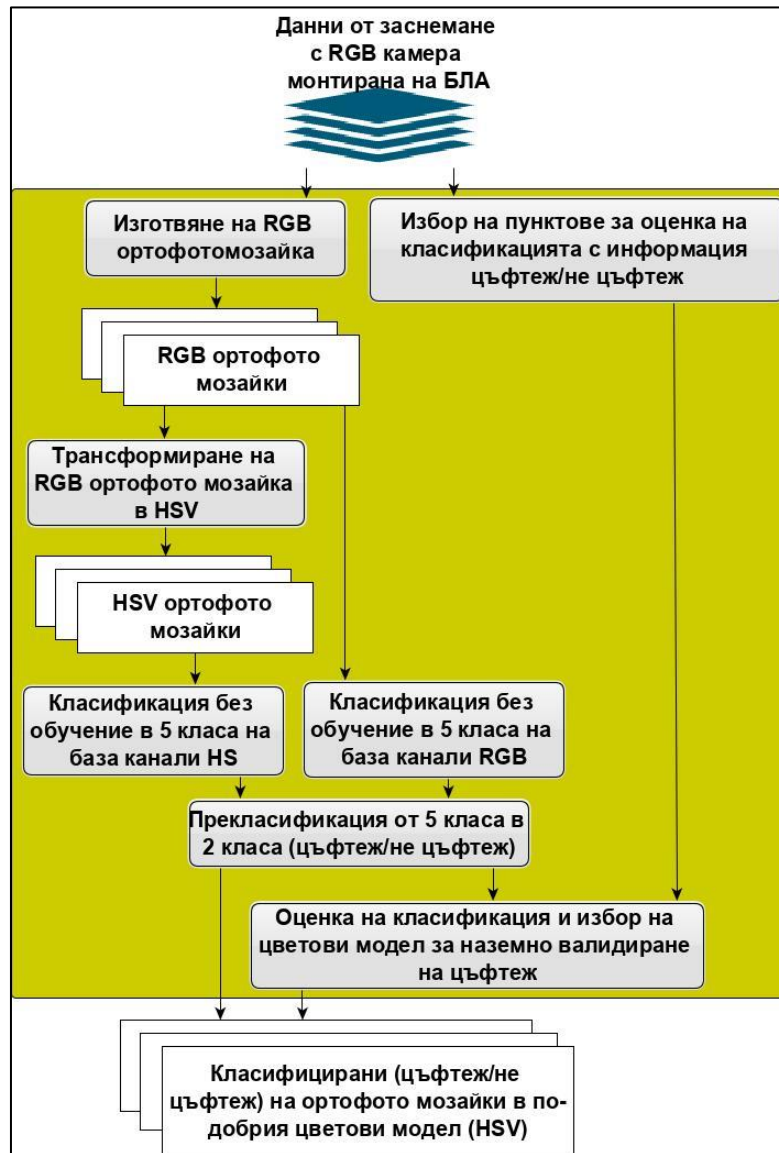 Данни от заснемане
с RGB камера
монтирана на БЛА
Изготвяне на RGB
ортофотомозайка
Избор на пунктове за оценка на
класификацията с информация
цъфтеж/не цъфтеж
RGB ортофото
мозайки
Трансформиране на
RGB ортофото мозайка
в HSV
HSV ортофото
мозайки
Класификация без
обучение в 5 класа на
база канали HS
Класификация без
обучение в 5 класа на
база канали RGB
Прекласификация от 5 класа в
2 класа (цъфтеж/не цъфтеж)
Оценка на класификация и избор на
цветови модел за наземно валидиране
на цъфтеж
Класифицирани (цъфтеж/не
цъфтеж) на ортофото мозайки в по-
добрия цветови модел (HSV)